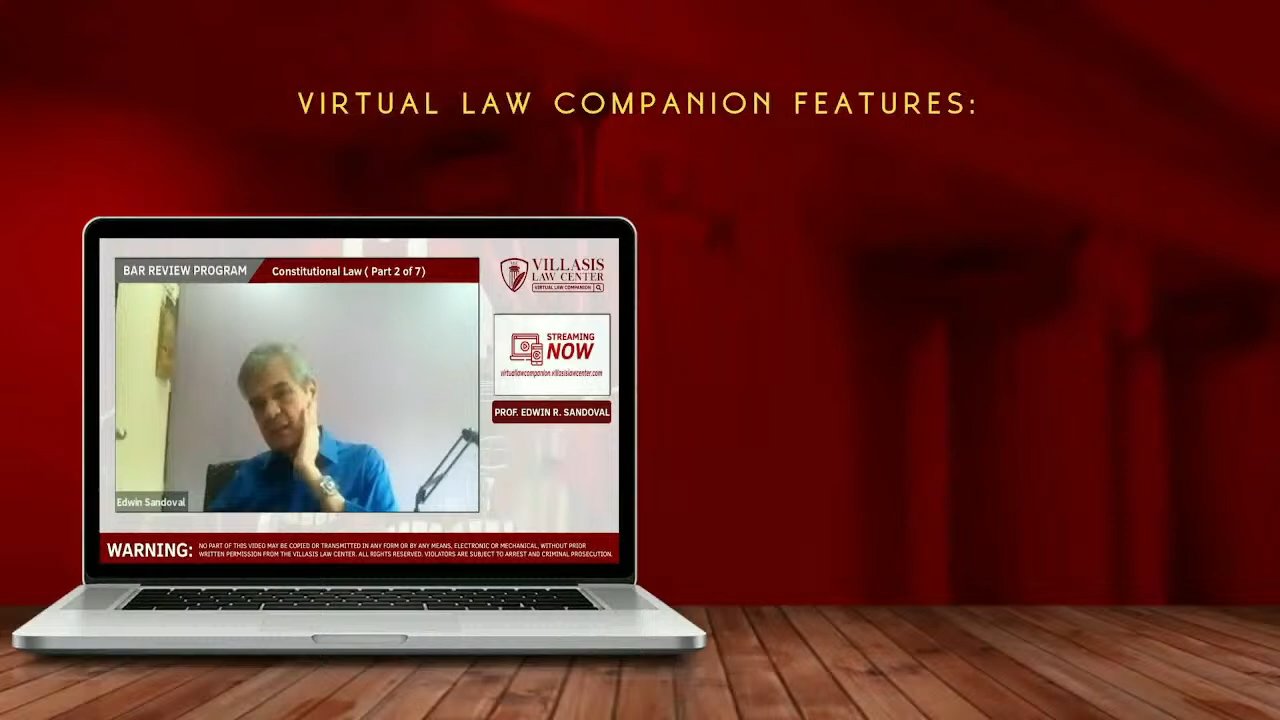 VIRTUAL LAW COMPANION FEATURES:
BAR REVIEW PROGRAM
Constitutional Law ( Part 2 of 7)
VILLASIS
LAW CENTER
VIRTUAL LAW COMPANION
STREAMING
NOW
virtuallawcompanion.villasislawcenter.com
PROF. EDWIN R. SANDOVAL
Edwin Sandoval
WARNING:
NO PART OF THIS VIDEO MAY BE COPIED OR TRANSMITTED IN ANY FORM OR BY ANY MEANS, ELECTRONIC OR MECHANICAL, WITHOUT PRIOR
WRITTEN PERMISSION FROM THE VILLASIS LAW CENTER. ALL RIGHTS RESERVED. VIOLATORS ARE SUBJECT TO ARREST AND CRIMINAL PROSECUTION.